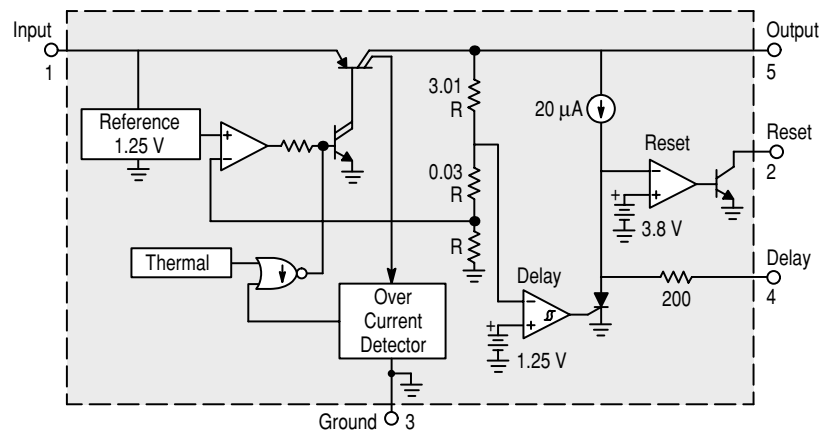 Input
1
Output
5
3.01
R
20 µA
Reference
1.25 V
+
−
Reset
Reset
2
0.03
R
−
+
+
3.8 V
R
Thermal
Delay
Delay
4
200
Over
Current
Detector
−
+
+
1.25 V
Ground
3